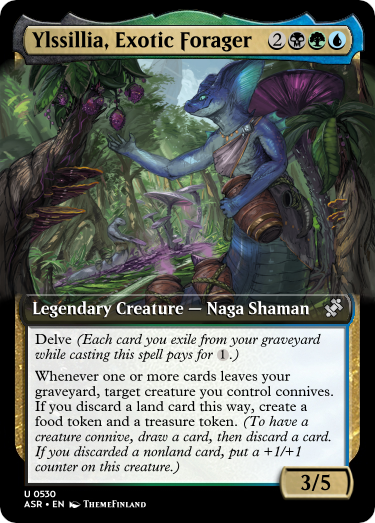 Ylssillia, Exotic Forager 2
Legendary Creature — Naga Shaman
Delve (Each card you exile from your graveyard
while casting this spell pays for 1.)
Whenever one or more cards leaves your
graveyard, target creature you control connives.
If you discard a land card this way, create a
food token and a treasure token. (To have a
creature connive, draw a card, then discard a card.
If you discarded a nonland card, put a +1/+1
counter on this creature.)
3/5
U 0530
ASR • EN ThemeFinland